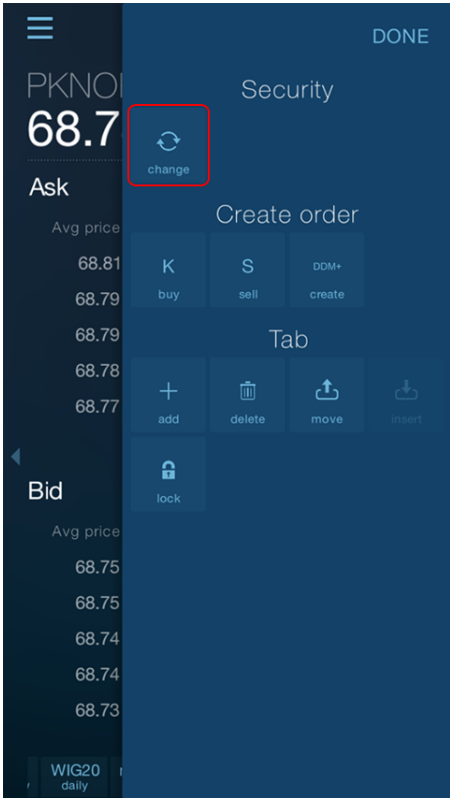 DONE
PKNO
68.7
Security
change
Ask
Create order
Avg price
68.81
K
S
DDM+
buy
sell
create
68.79
68.79
Tab
68.78
68.77
add
delete
move
insert
Bid
lock
Avg price
68.75
68.75
68.74
68.74
68.73
WIG20
daily